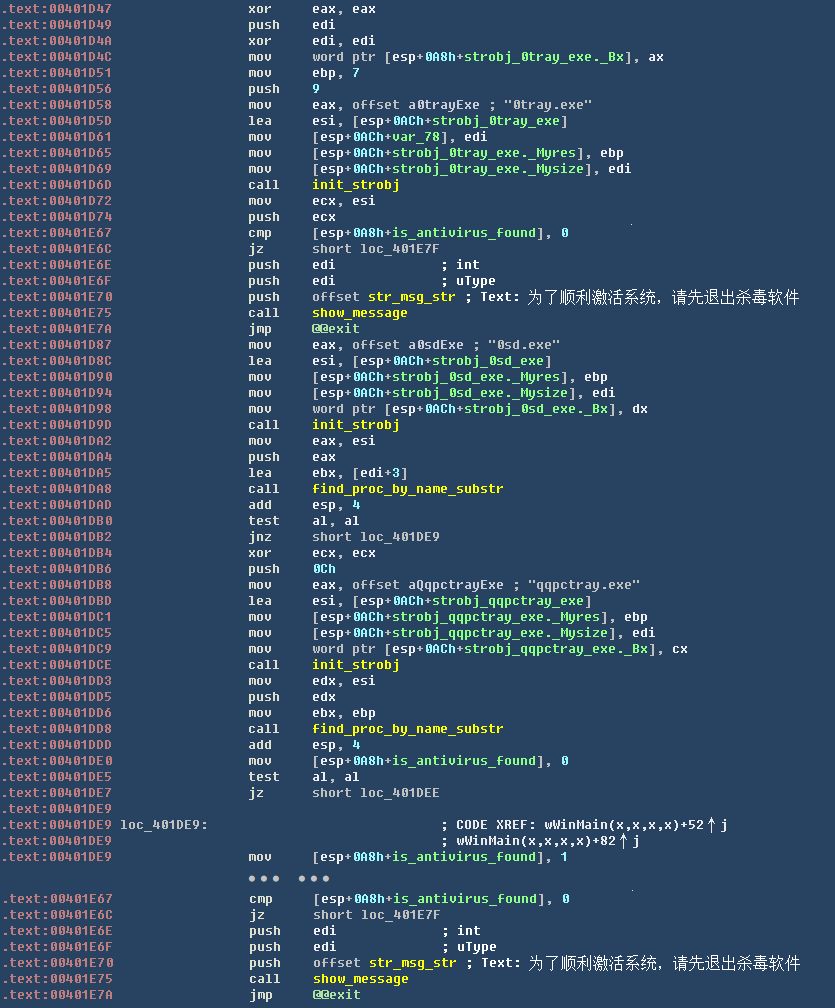 .text:00401D47 xor eax, eax
.text:00401D49 push edi
.text:00401D4A xor edi, edi
.text:00401D4C mov word ptr [esp+0A8h+strobj_0tray_exe._Bx], ax
.text:00401D51 mov ebp, 7
.text:00401D56 push 9
.text:00401D58 mov eax, offset a0trayExe ; "0tray.exe"
.text:00401D5D lea esi, [esp+0ACh+strobj_0tray_exe]
.text:00401D61 mov [esp+0ACh+var_78], edi
.text:00401D65 mov [esp+0ACh+strobj_0tray_exe._Myres], ebp
.text:00401D69 mov [esp+0ACh+strobj_0tray_exe._Mysize], edi
.text:00401D6D call init_strobj
.text:00401D72 mov ecx, esi
.text:00401D74 push ecx
.text:00401E67 cmp [esp+0A8h+is_antivirus_found], 0
.text:00401E6C jz short loc_401E7F
.text:00401E6E push edi ; int
.text:00401E6F push edi ; uType
.text:00401E70 push offset str_msg_str ; Text: 为了顺利激活系统，请先退出杀毒软件
.text:00401E75 call show_message
.text:00401E7A jmp @@exit
.text:00401D87 mov eax, offset a0sdExe ; "0sd.exe"
.text:00401D8C lea esi, [esp+0ACh+strobj_0sd_exe]
.text:00401D90 mov [esp+0ACh+strobj_0sd_exe._Myres], ebp
.text:00401D94 mov [esp+0ACh+strobj_0sd_exe._Mysize], edi
.text:00401D98 mov word ptr [esp+0ACh+strobj_0sd_exe._Bx], dx
.text:00401D9D call init_strobj
.text:00401DA2 mov eax, esi
.text:00401DA4 push eax
.text:00401DA5 lea ebx, [edi+3]
.text:00401DA8 call find_proc_by_name_substr
.text:00401DAD add esp, 4
.text:00401DB0 test al, al
.text:00401DB2 jnz short loc_401DE9
.text:00401DB4 xor ecx, ecx
.text:00401DB6 push 0Ch
.text:00401DB8 mov eax, offset aQqpctrayExe ; "qqpctray.exe"
.text:00401DBD lea esi, [esp+0ACh+strobj_qqpctray_exe]
.text:00401DC1 mov [esp+0ACh+strobj_qqpctray_exe._Myres], ebp
.text:00401DC5 mov [esp+0ACh+strobj_qqpctray_exe._Mysize], edi
.text:00401DC9 mov word ptr [esp+0ACh+strobj_qqpctray_exe._Bx], cx
.text:00401DCE call init_strobj
.text:00401DD3 mov edx, esi
.text:00401DD5 push edx
.text:00401DD6 mov ebx, ebp
.text:00401DD8 call find_proc_by_name_substr
.text:00401DDD add esp, 4
.text:00401DE0 mov [esp+0A8h+is_antivirus_found], 0
.text:00401DE5 test al, al
.text:00401DE7 jz short loc_401DEE
.text:00401DE9
.text:00401DE9 loc_401DE9: ; CODE XREF: wWinMain(x,x,x,x)+52↑j
.text:00401DE9 ; wWinMain(x,x,x,x)+82↑j
.text:00401DE9 mov [esp+0A8h+is_antivirus_found], 1
... ...
.text:00401E67 cmp [esp+0A8h+is_antivirus_found], 0
.text:00401E6C jz short loc_401E7F
.text:00401E6E push edi ; int
.text:00401E6F push edi ; uType
.text:00401E70 push offset str_msg_str ; Text: 为了顺利激活系统，请先退出杀毒软件
.text:00401E75 call show_message
.text:00401E7A jmp @@exit